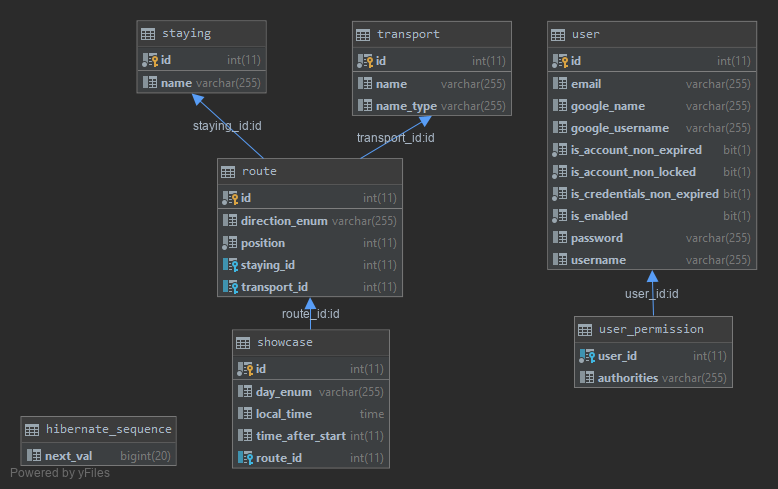 staying
id int(11)
name varchar(255)
transport
id int(11)
name varchar(255)
name_type varchar(255)
user
id int(11)
email varchar(255)
google_name varchar(255)
google_username varchar(255)
is_account_non_expired bit(1)
is_account_non_locked bit(1)
is_credentials_non_expired bit(1)
is_enabled bit(1)
password varchar(255)
username varchar(255)
staying_id:id
transport_id:id
route
id int(11)
direction_enum varchar(255)
position int(11)
staying_id int(11)
transport_id int(11)
route_id:id
user_id:id
showcase
id int(11)
day_enum varchar(255)
local_time time
time_after_start int(11)
route_id int(11)
user_permission
user_id int(11)
authorities varchar(255)
hibernate_sequence
next_val bigint(20)
Powered by yFiles